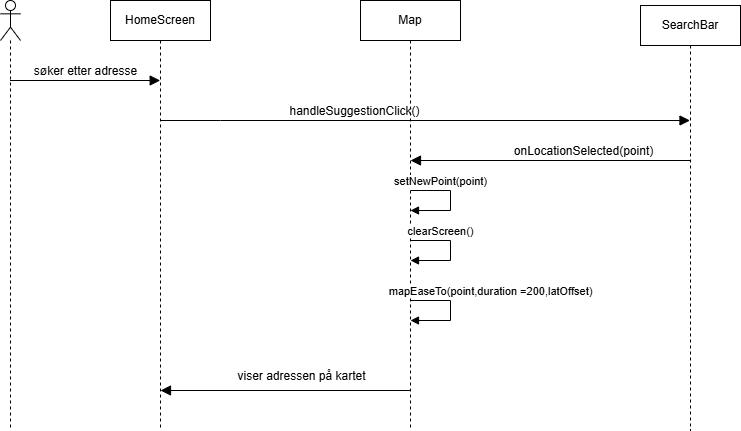 HomeScreen
Map
SearchBar
søker etter adresse
handleSuggestionClick()
onLocationSelected(point)
setNewPoint(point)
clearScreen()
mapEaseTo(point,duration =200,latOffset)
viser adressen på kartet